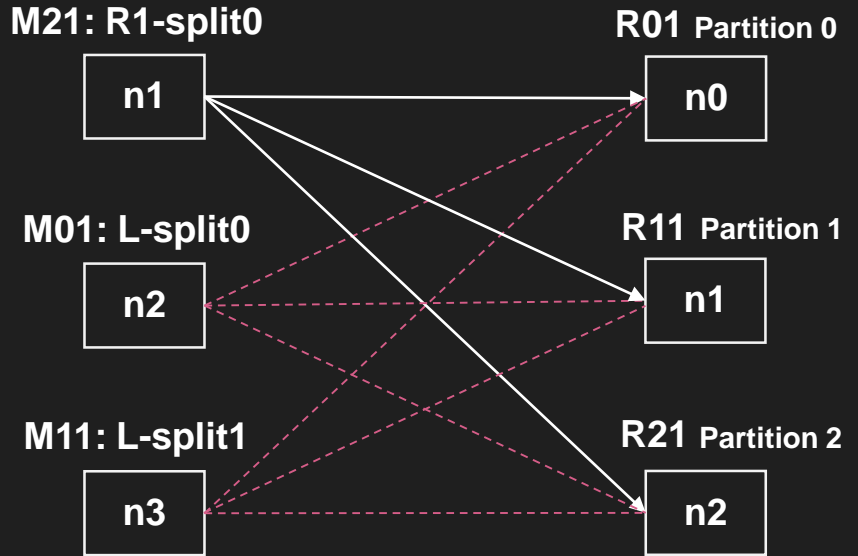 M21: R1-split0
n1
R01 Partition 0
n0
M01: L-split0
n2
R11 Partition 1
n1
M11: L-split1
n3
R21 Partition 2
n2